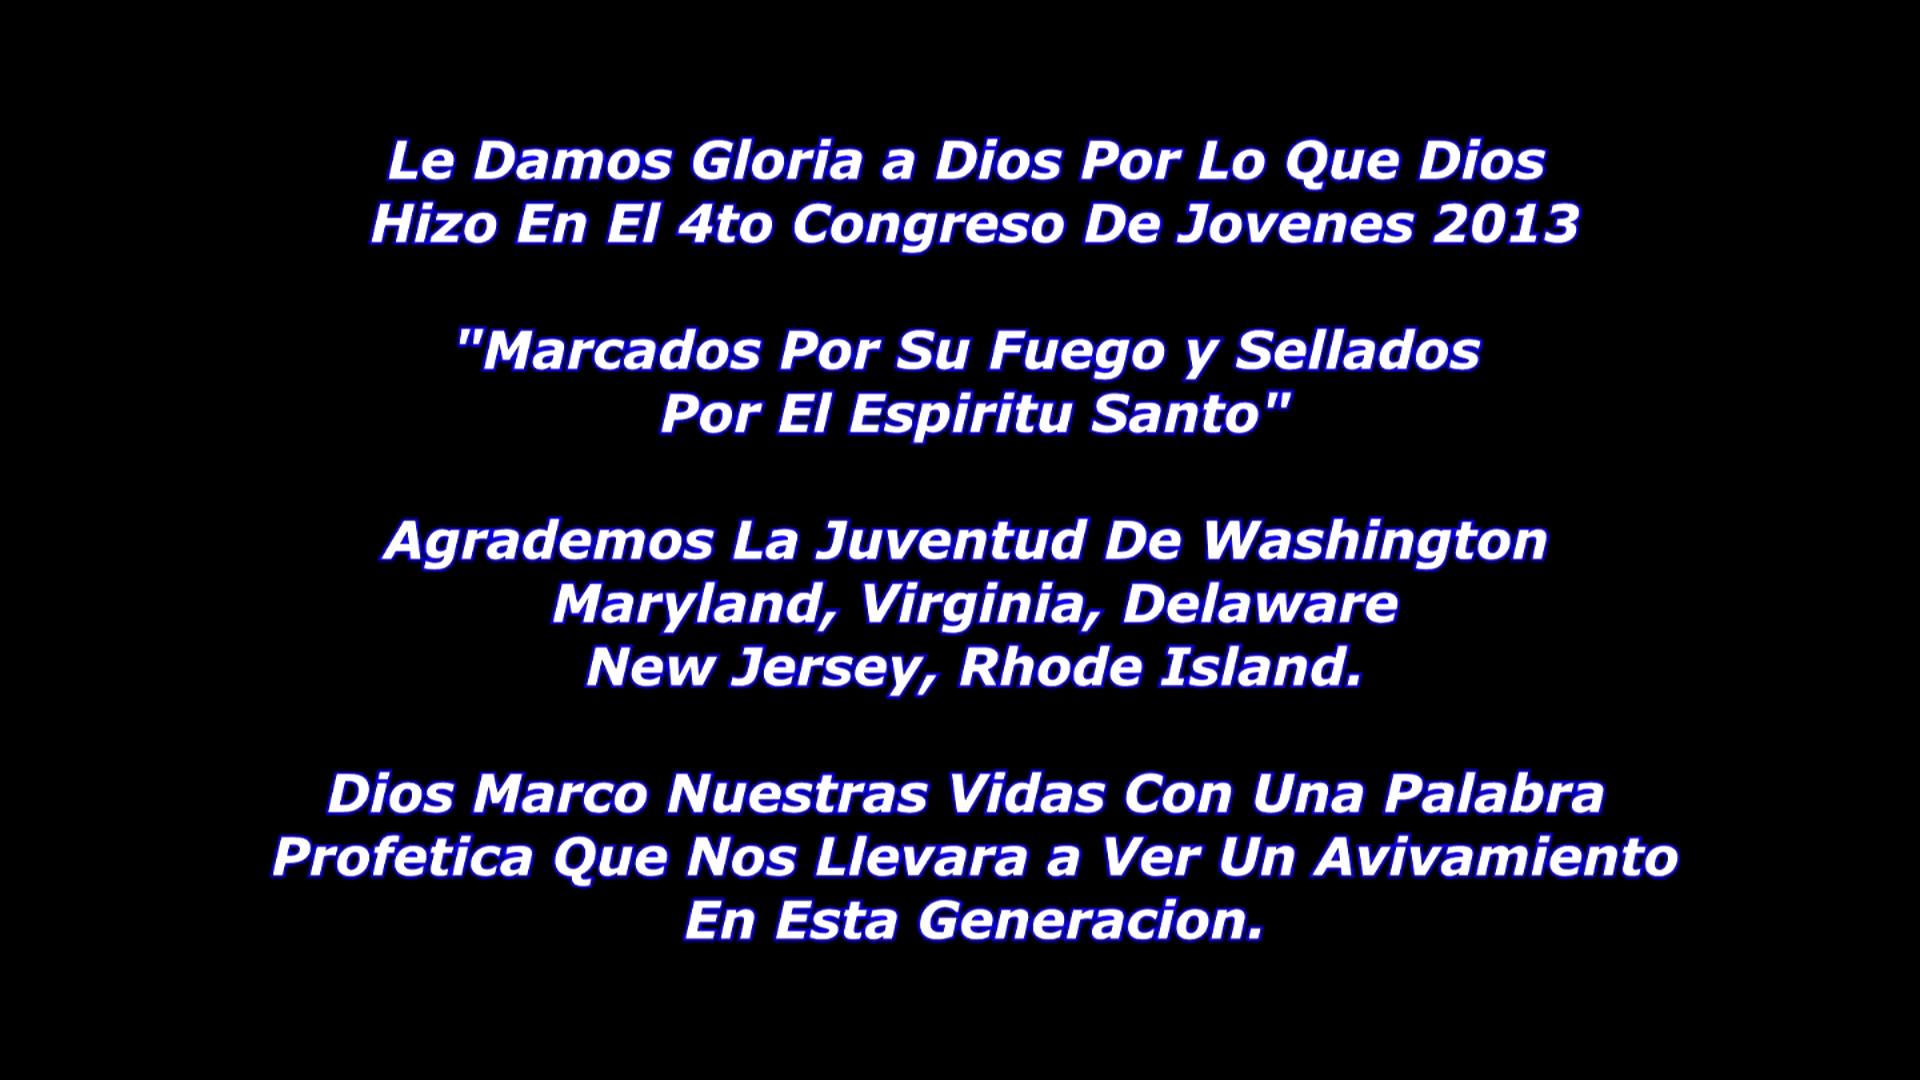 Le Damos Gloria a Dios Por Lo Que Dios
Hizo En El 4to Congreso De Jovenes 2013
"Marcados Por Su Fuego y Sellados
Por El Espiritu Santo"
Agrademos La Juventud De Washington
Maryland, Virginia, Delaware
New Jersey, Rhode Island.
Dios Marco Nuestras Vidas Con Una Palabra
Profetica Que Nos Llevara a Ver Un Avivamiento
En Esta Generacion.